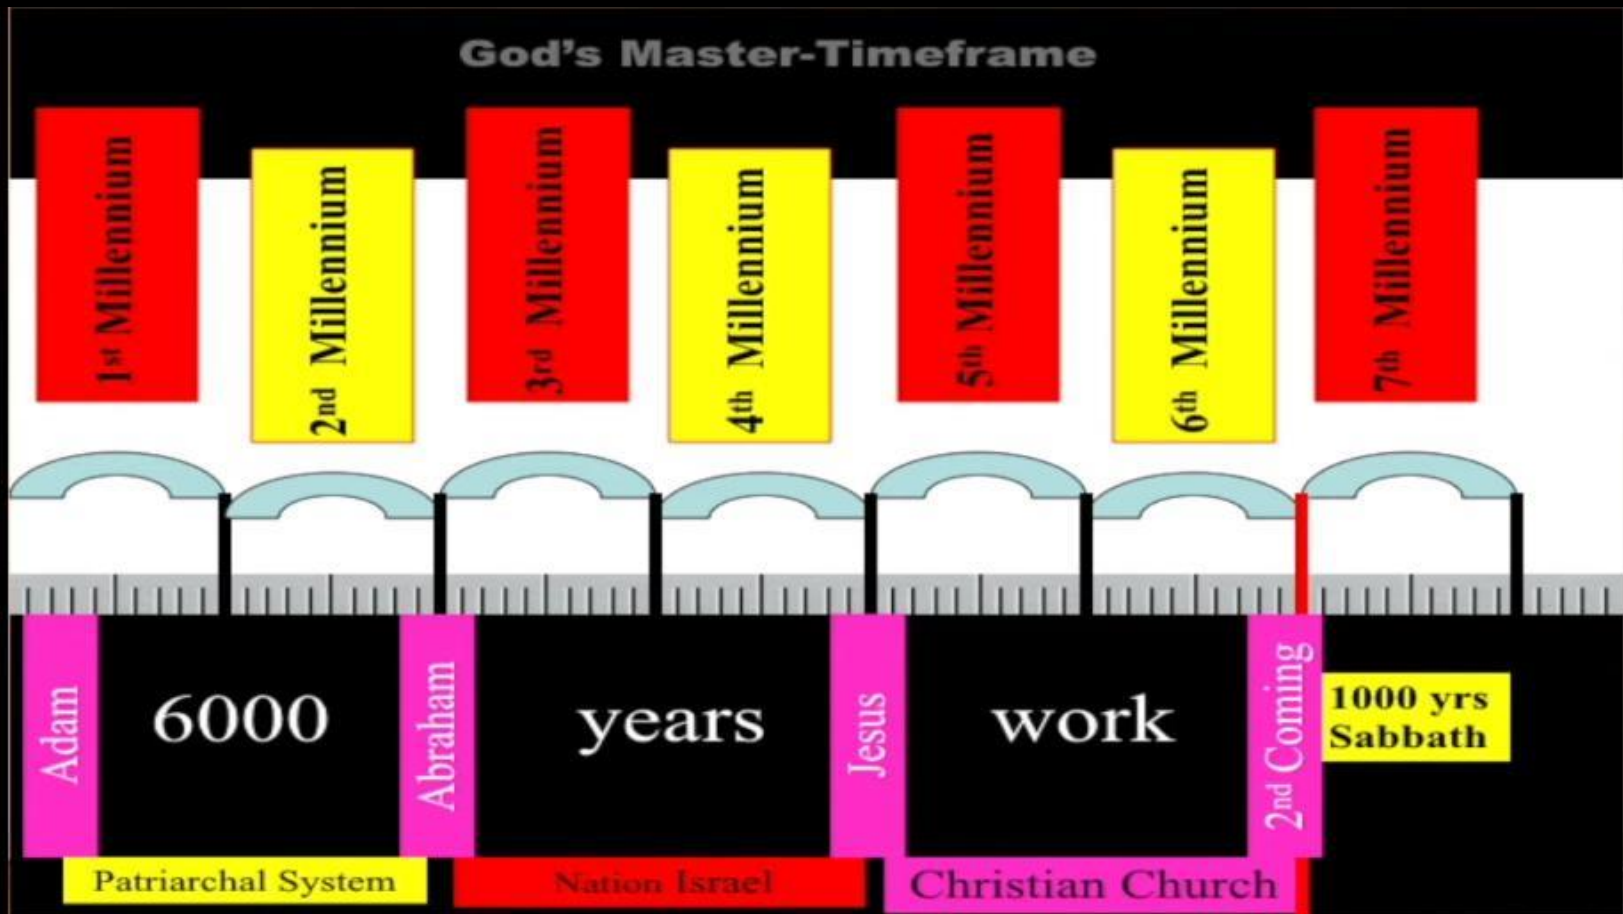 God's Master-Timeframe
1st Millennium
2nd Millennium
3rd Millennium
4th Millennium
5th Millennium
6th Millennium
7th Millennium
Adam
6000
Abraham
years
Jesus
work
2nd Coming
1000 yrs
Sabbath
Patriarchal System
Nation Israel
Christian Church